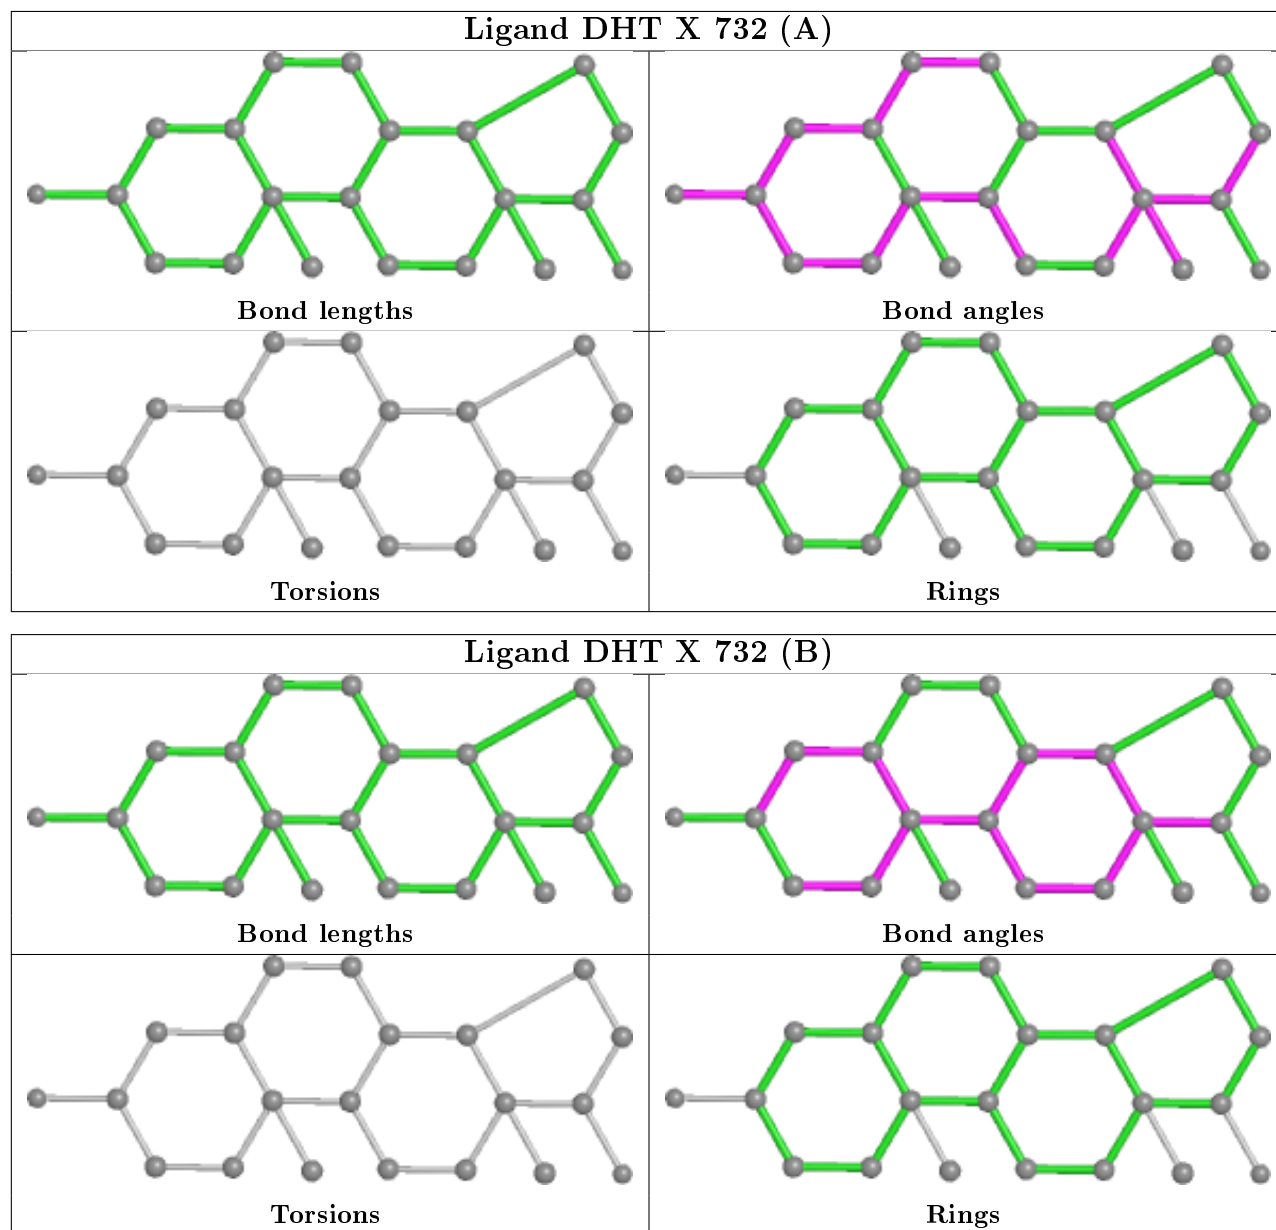 Ligand DHT X 732 (A)
Bond lengths
Bond angles
Torsions
Rings
Ligand DHT X 732 (B)
Bond lengths
Bond angles
Torsions
Rings